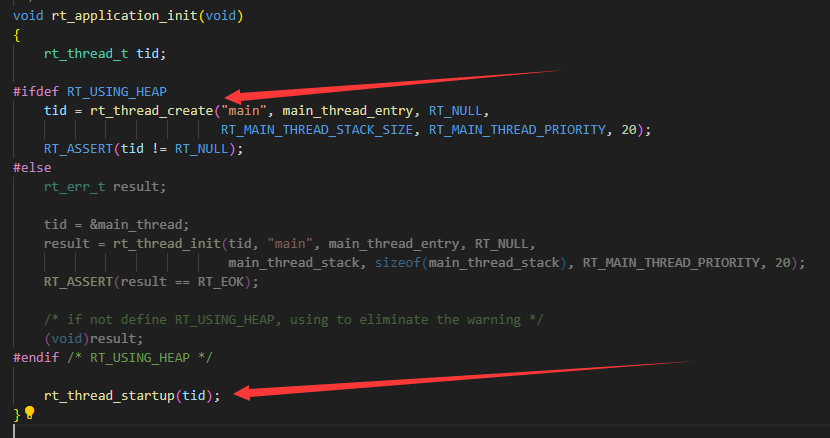 void rt_application_init(void)
{
    rt_thread_t tid;

#ifdef RT_USING_HEAP
    tid = rt_thread_create("main", main_thread_entry, RT_NULL,
                           RT_MAIN_THREAD_STACK_SIZE, RT_MAIN_THREAD_PRIORITY, 20);
    RT_ASSERT(tid != RT_NULL);
#else
    rt_err_t result;

    tid = &main_thread;
    result = rt_thread_init(tid, "main", main_thread_entry, RT_NULL,
                            main_thread_stack, sizeof(main_thread_stack), RT_MAIN_THREAD_PRIORITY, 20);
    RT_ASSERT(result == RT_EOK);

    /* if not define RT_USING_HEAP, using to eliminate the warning */
    (void)result;
#endif /* RT_USING_HEAP */

    rt_thread_startup(tid);
}